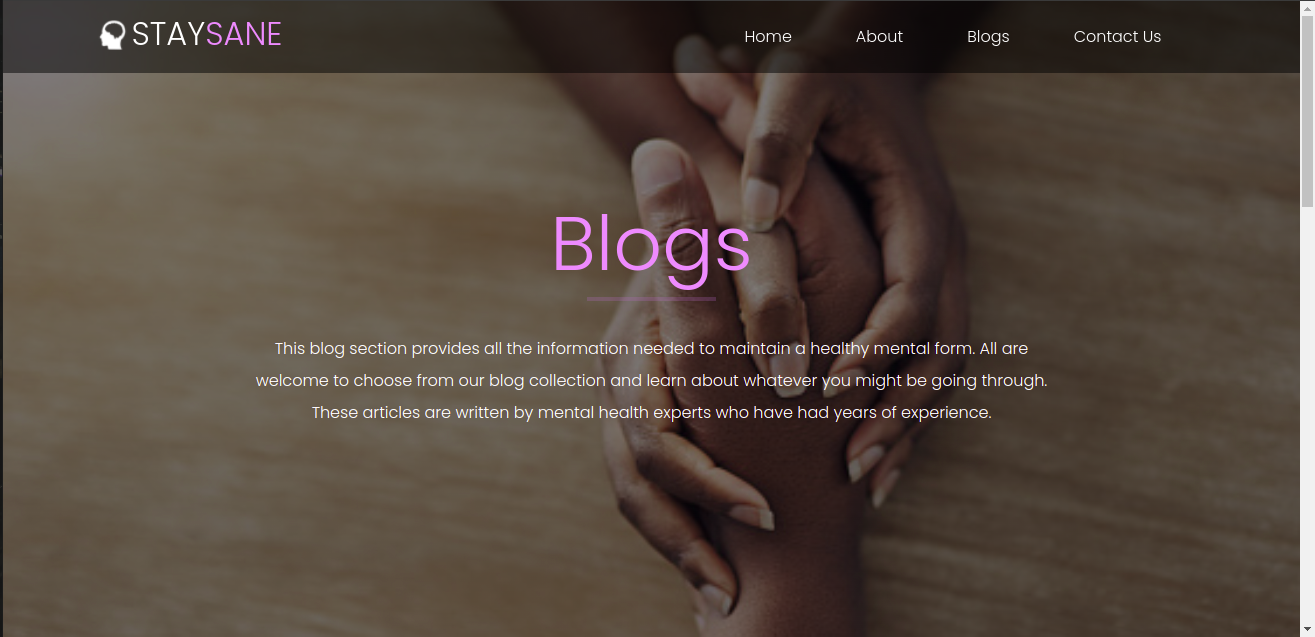 STAYSANE
Home About Blogs Contact Us
Blogs
This blog section provides all the information needed to maintain a healthy mental form. All are
welcome to choose from our blog collection and learn about whatever you might be going through.
These articles are written by mental health experts who have had years of experience.